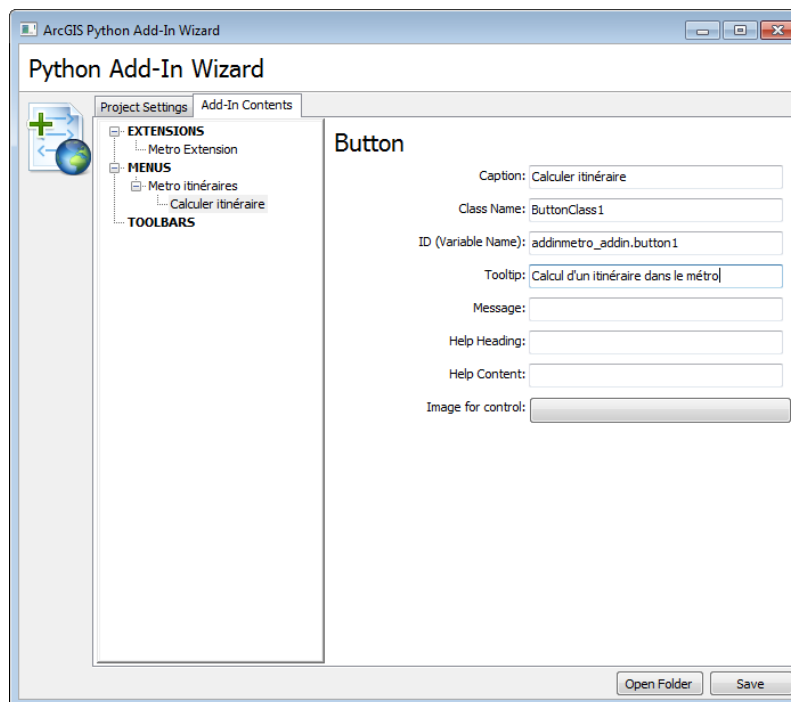 ArcGIS Python Add-In Wizard
Python Add-In Wizard
Project Settings
Add-In Contents
EXTENSIONS
Metro Extension
MENUS
Metro itinéraires
Calculer itinéraire
TOOLBARS
Button
Caption: Calculer itinéraire
Class Name: ButtonClass1
ID (Variable Name): addinmetro_addin.button1
Tooltip: Calcul d'un itinéraire dans le métro
Message:
Help Heading:
Help Content:
Image for control:
Open Folder
Save